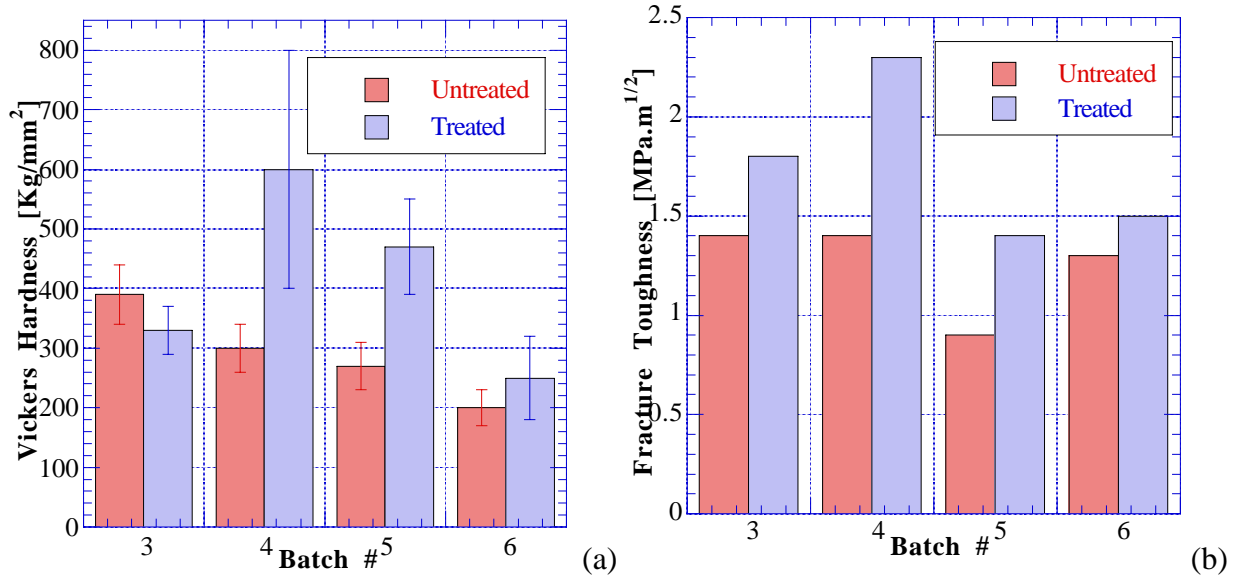 Vickers Hardness [Kg/mm²]
800
700
600
500
400
300
200
100
0
Untreated
Treated
3
4
5
6
Batch #
(a)
Fracture Toughness [MPa.m^1/2]
2.5
2
1.5
1
0.5
0
Untreated
Treated
3
4
5
6
Batch #
(b)